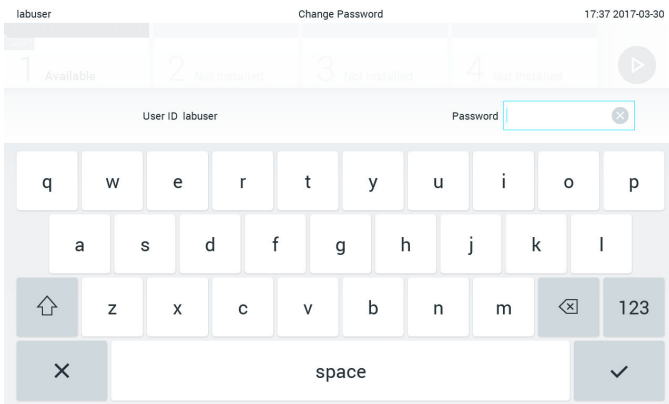 labuser Change Password 17:37 2017-03-30
1 Available 2 Not installed 3 Not installed 4 Not installed
User ID labuser Password
q w e r t y u i o p
a s d f g h j k l
z x c v b n m 123
space